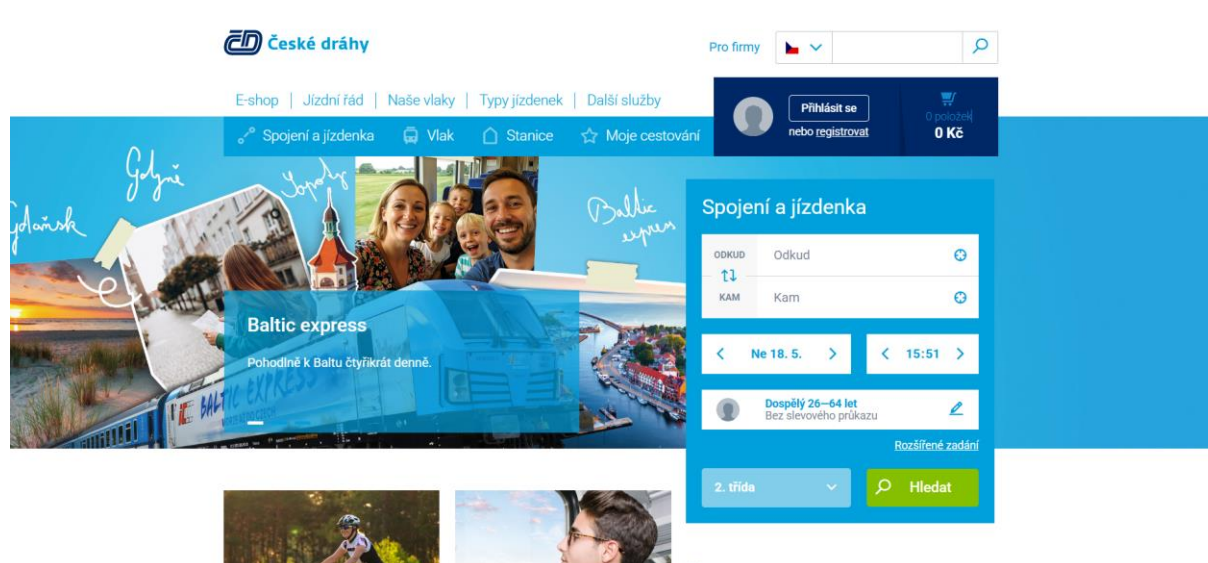 ČD České dráhy
Pro firmy
E-shop | Jízdní řád | Naše vlaky | Typy jízdenek | Další služby
Přihlásit se
nebo registrovat
0 položek
0 Kč
Spojení a jízdenka Vlak Stanice Moje cestování
Gdynia
Sopoty
Gdańsk
Baltic
express
Baltic express
Pohodlně k Baltu čtyřikrát denně.
BALTIC EXPRESS
Spojení a jízdenka
ODKUD Odkud
KAM Kam
Ne 18. 5. 15:51
Dospělý 26–64 let
Bez slevového průkazu
Rozšířené zadání
2. třída Hledat